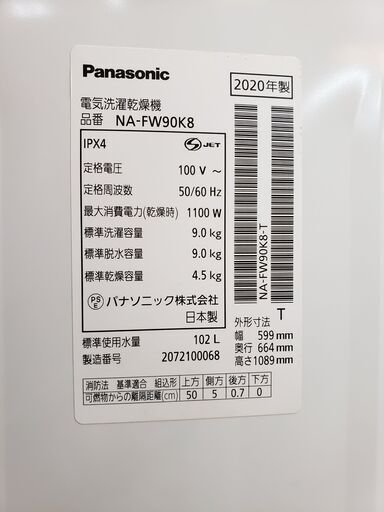 Panasonic
2020年製
電気洗濯乾燥機
品番 NA-FW90K8
IPX4
S JET
定格電圧 100 V ～
定格周波数 50/60 Hz
最大消費電力(乾燥時) 1100 W
標準洗濯容量 9.0 kg
標準脱水容量 9.0 kg
標準乾燥容量 4.5 kg
PS E パナソニック株式会社
日本製
NA-FW90K8-T
T
標準使用水量 102 L
製造番号 2072100068
外形寸法
幅 599 mm
奥行 664 mm
高さ 1089 mm
消防法 基準適合 組込形 上方 側方 後方 下方
可燃物からの離隔距離(cm) 50 5 0.7 0